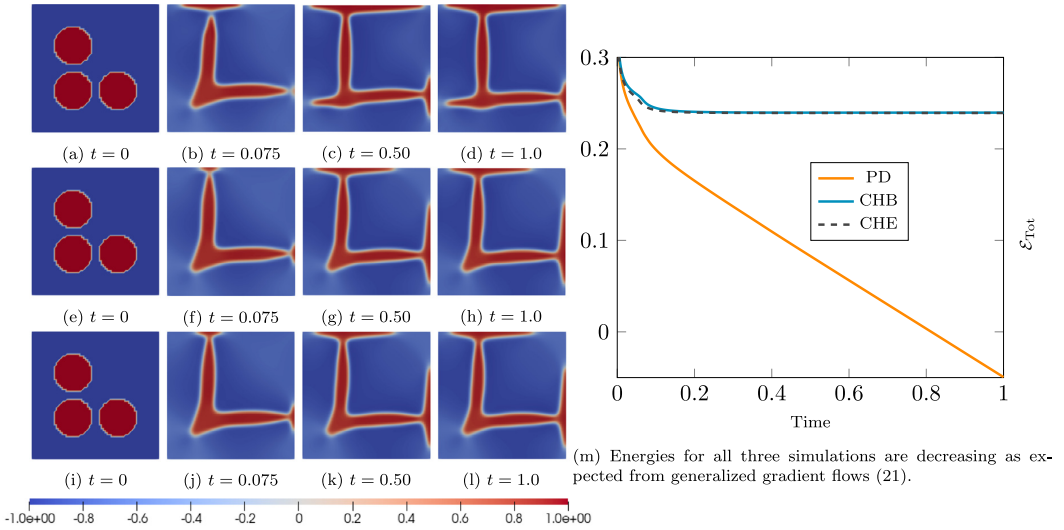 (a) t = 0
(b) t = 0.075
(c) t = 0.50
(d) t = 1.0
(e) t = 0
(f) t = 0.075
(g) t = 0.50
(h) t = 1.0
(i) t = 0
(j) t = 0.075
(k) t = 0.50
(l) t = 1.0
-1.0e+00 -0.8 -0.6 -0.4 -0.2 0 0.2 0.4 0.6 0.8 1.0e+00
0.3
0.2
0.1
0
PD
CHB
CHE
ℰTot
0 0.2 0.4 0.6 0.8 1
Time
(m) Energies for all three simulations are decreasing as ex-
pected from generalized gradient flows (21).